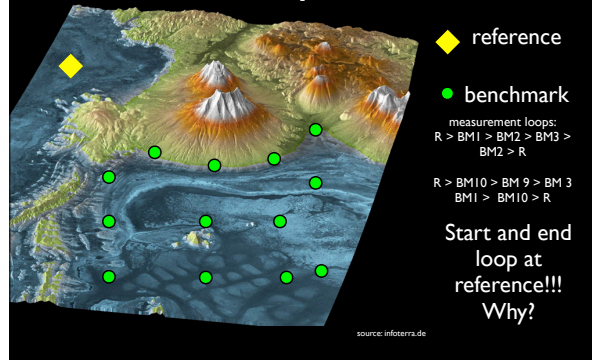 reference
benchmark
measurement loops:
R > BM1 > BM2 > BM3 >
BM2 > R
R > BM10 > BM 9 > BM 3
BM1 > BM10 > R
Start and end
loop at
reference!!!
Why?
source: infoterra.de